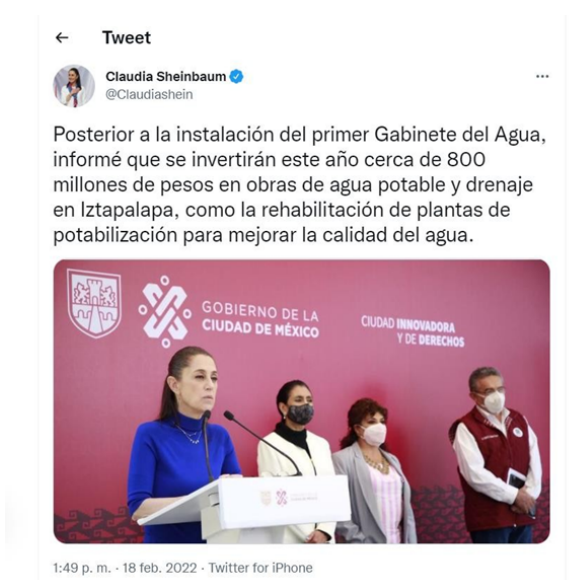 Tweet
Claudia Sheinbaum
@Claudiashein
Posterior a la instalación del primer Gabinete del Agua,
informé que se invertirán este año cerca de 800
millones de pesos en obras de agua potable y drenaje
en Iztapalapa, como la rehabilitación de plantas de
potabilización para mejorar la calidad del agua.
GOBIERNO DE LA
CIUDAD DE MÉXICO
CIUDAD INNOVADORA
Y DE DERECHOS
1:49 p. m. · 18 feb. 2022 · Twitter for iPhone